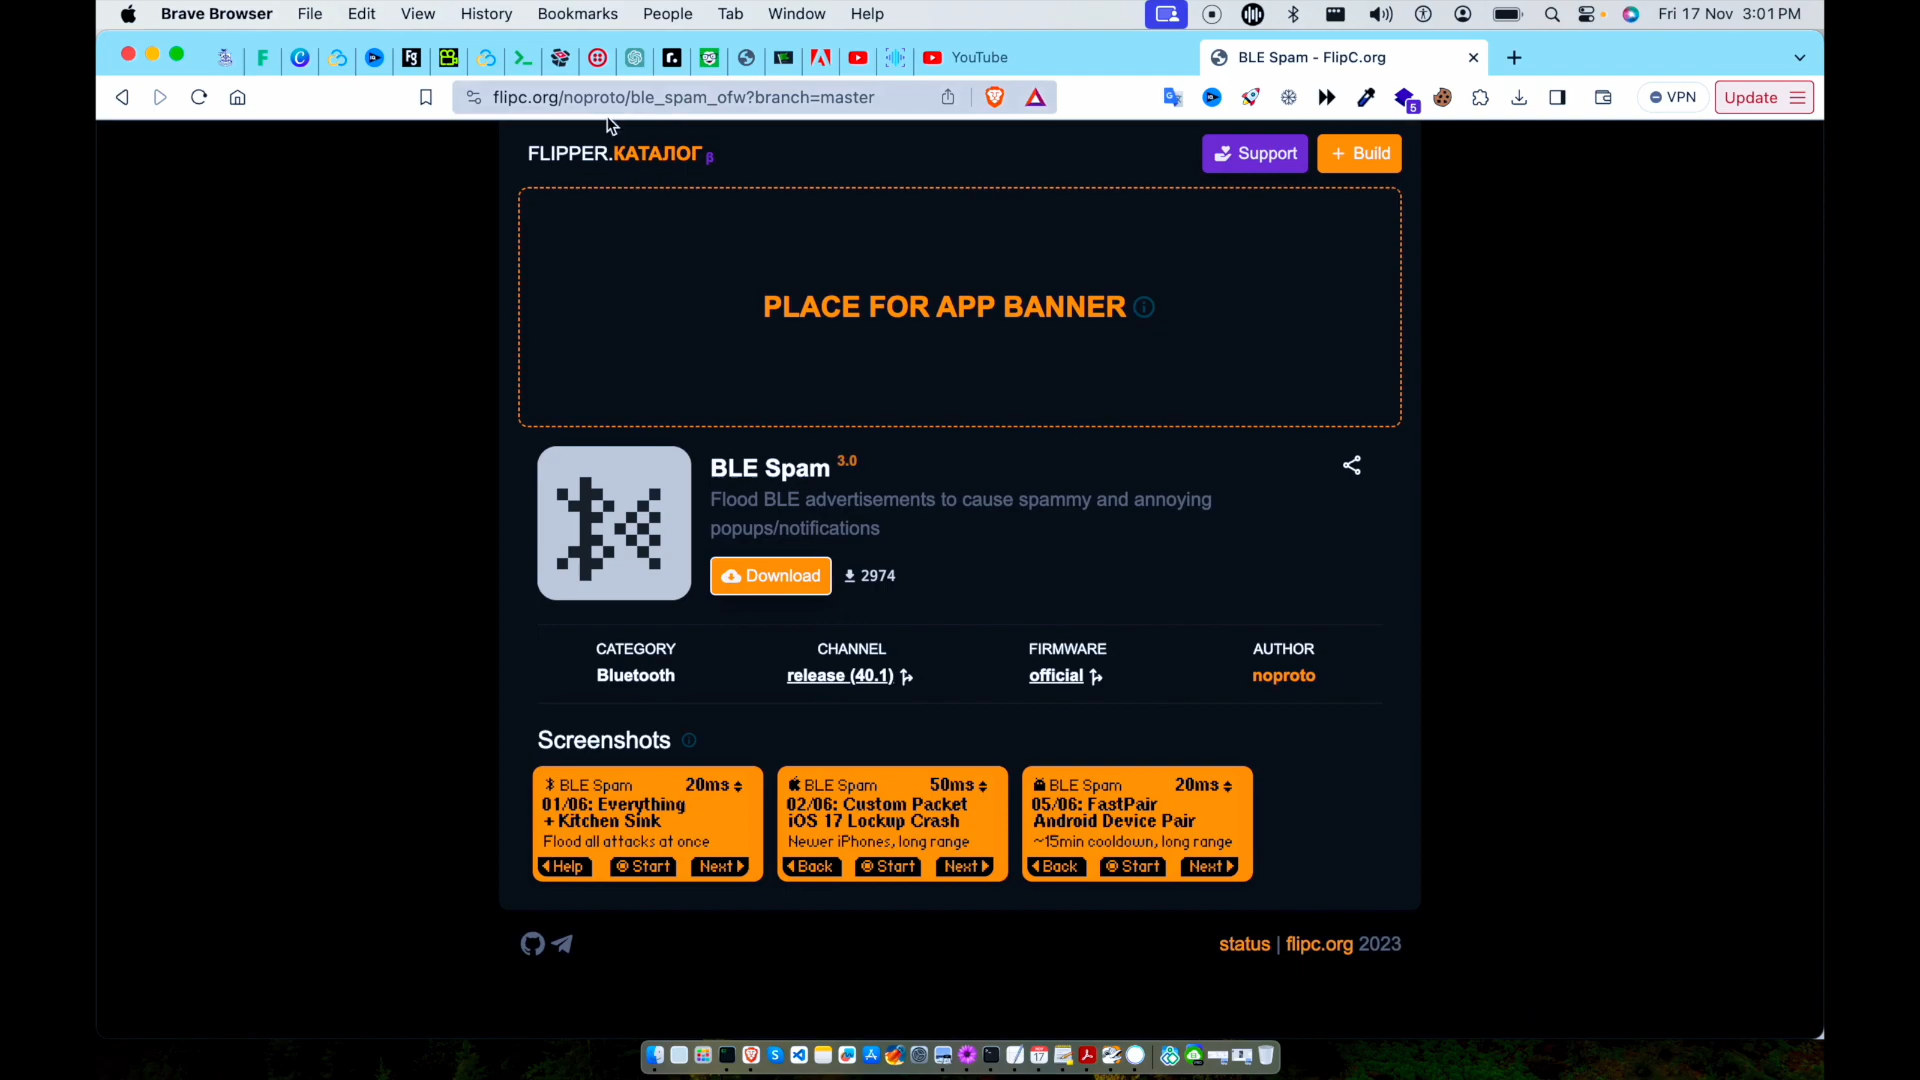 Brave Browser File Edit View History Bookmarks People Tab Window Help Fri 17 Nov 3:01 PM
YouTube BLE Spam - FlipC.org
flipc.org/noproto/ble_spam_ofw?branch=master 5 VPN Update
FLIPPER.КАТАЛОГ β Support + Build
PLACE FOR APP BANNER
BLE Spam 3.0
Flood BLE advertisements to cause spammy and annoying
popups/notifications
Download 2974
CATEGORY CHANNEL FIRMWARE AUTHOR
Bluetooth release (40.1) official noproto
Screenshots
BLE Spam 20ms
01/06: Everything
+ Kitchen Sink
Flood all attacks at once
Help Start Next
BLE Spam 50ms
02/06: Custom Packet
iOS 17 Lockup Crash
Newer iPhones, long range
Back Start Next
BLE Spam 20ms
05/06: FastPair
Android Device Pair
~15min cooldown, long range
Back Start Next
status | flipc.org 2023
17